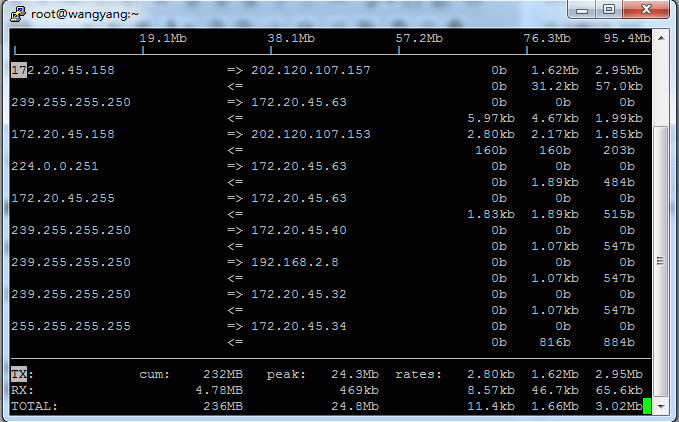 root@wangyang:~
19.1Mb 38.1Mb 57.2Mb 76.3Mb 95.4Mb
172.20.45.158 => 202.120.107.157 0b 1.62Mb 2.95Mb
<= 0b 31.2kb 57.0kb
239.255.255.250 => 172.20.45.63 0b 0b 0b
<= 5.97kb 4.67kb 1.99kb
172.20.45.158 => 202.120.107.153 2.80kb 2.17kb 1.85kb
<= 160b 160b 203b
224.0.0.251 => 172.20.45.63 0b 0b 0b
<= 0b 1.89kb 484b
172.20.45.255 => 172.20.45.63 0b 0b 0b
<= 1.83kb 1.89kb 515b
239.255.255.250 => 172.20.45.40 0b 0b 0b
<= 0b 1.07kb 547b
239.255.255.250 => 192.168.2.8 0b 0b 0b
<= 0b 1.07kb 547b
239.255.255.250 => 172.20.45.32 0b 0b 0b
<= 0b 1.07kb 547b
255.255.255.255 => 172.20.45.34 0b 0b 0b
<= 0b 816b 884b
TX: cum: 232MB peak: 24.3Mb rates: 2.80kb 1.62Mb 2.95Mb
RX: 4.78MB 469kb 8.57kb 46.7kb 65.6kb
TOTAL: 236MB 24.8Mb 11.4kb 1.66Mb 3.02Mb